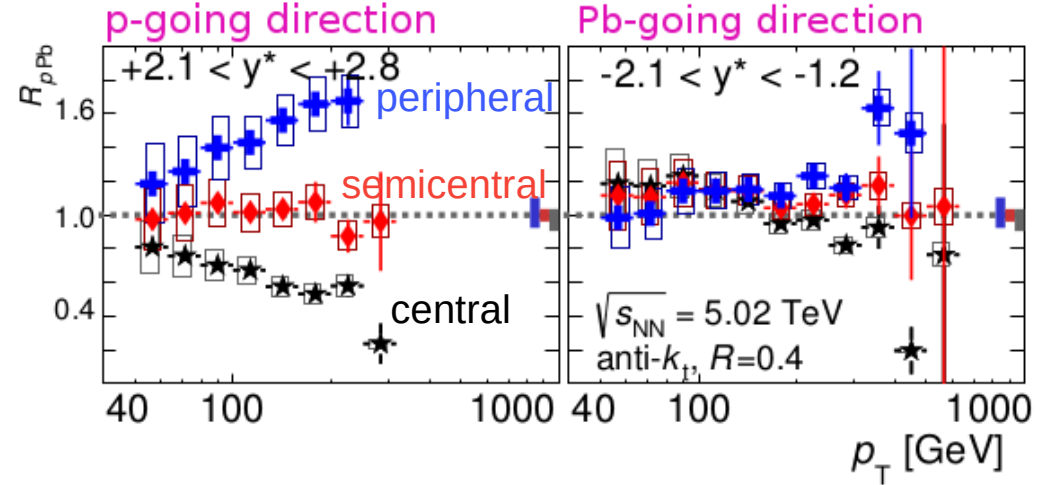 p-going direction
Pb-going direction
R_pPb
+2.1 < y* < +2.8
-2.1 < y* < -1.2
peripheral
semicentral
central
1.6
1.0
0.4
√s_NN = 5.02 TeV
anti-k_t, R=0.4
40 100 1000
40 100 1000
p_T [GeV]